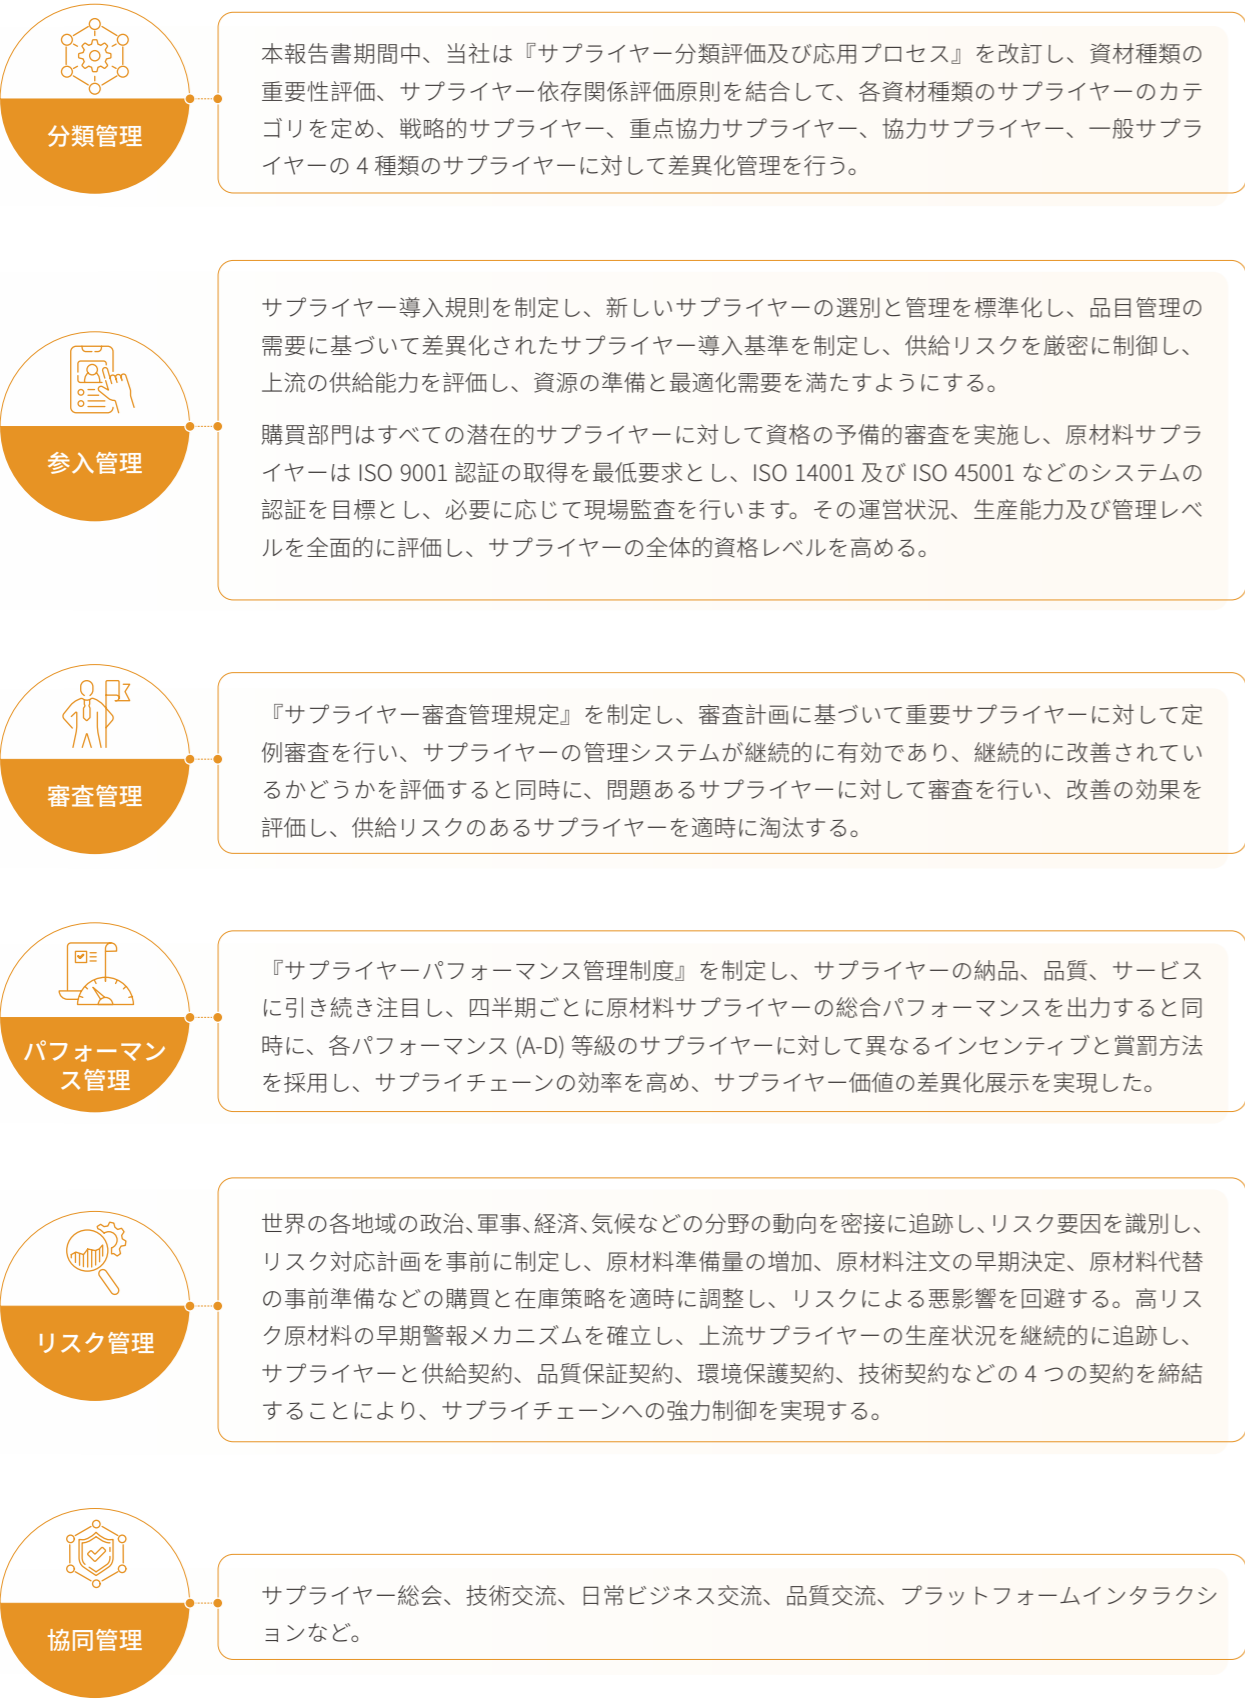 分類管理
本報告書期間中、当社は『サプライヤー分類評価及び応用プロセス』を改訂し、資材種類の
重要性評価、サプライヤー依存関係評価原則を結合して、各資材種類のサプライヤーのカテ
ゴリを定め、戦略的サプライヤー、重点協力サプライヤー、協力サプライヤー、一般サプラ
イヤーの 4 種類のサプライヤーに対して差異化管理を行う。
参入管理
サプライヤー導入規則を制定し、新しいサプライヤーの選別と管理を標準化し、品目管理の
需要に基づいて差異化されたサプライヤー導入基準を制定し、供給リスクを厳密に制御し、
上流の供給能力を評価し、資源の準備と最適化需要を満たすようにする。
購買部門はすべての潜在的サプライヤーに対して資格の予備的審査を実施し、原材料サプラ
イヤーは ISO 9001 認証の取得を最低要求とし、ISO 14001 及び ISO 45001 などのシステムの
認証を目標とし、必要に応じて現場監査を行います。その運営状況、生産能力及び管理レベ
ルを全面的に評価し、サプライヤーの全体的資格レベルを高める。
審査管理
『サプライヤー審査管理規定』を制定し、審査計画に基づいて重要サプライヤーに対して定
例審査を行い、サプライヤーの管理システムが継続的に有効であり、継続的に改善されてい
るかどうかを評価すると同時に、問題あるサプライヤーに対して審査を行い、改善の効果を
評価し、供給リスクのあるサプライヤーを適時に淘汰する。
パフォーマン
ス管理
『サプライヤーパフォーマンス管理制度』を制定し、サプライヤーの納品、品質、サービス
に引き続き注目し、四半期ごとに原材料サプライヤーの総合パフォーマンスを出力すると同
時に、各パフォーマンス (A-D) 等級のサプライヤーに対して異なるインセンティブと賞罰方法
を採用し、サプライチェーンの効率を高め、サプライヤー価値の差異化展示を実現した。
リスク管理
世界の各地域の政治、軍事、経済、気候などの分野の動向を密接に追跡し、リスク要因を識別し、
リスク対応計画を事前に制定し、原材料準備量の増加、原材料注文の早期決定、原材料代替
の事前準備などの購買と在庫策略を適時に調整し、リスクによる悪影響を回避する。高リス
ク原材料の早期警報メカニズムを確立し、上流サプライヤーの生産状況を継続的に追跡し、
サプライヤーと供給契約、品質保証契約、環境保護契約、技術契約などの 4 つの契約を締結
することにより、サプライチェーンへの強力制御を実現する。
協同管理
サプライヤー総会、技術交流、日常ビジネス交流、品質交流、プラットフォームインタラクシ
ョンなど。